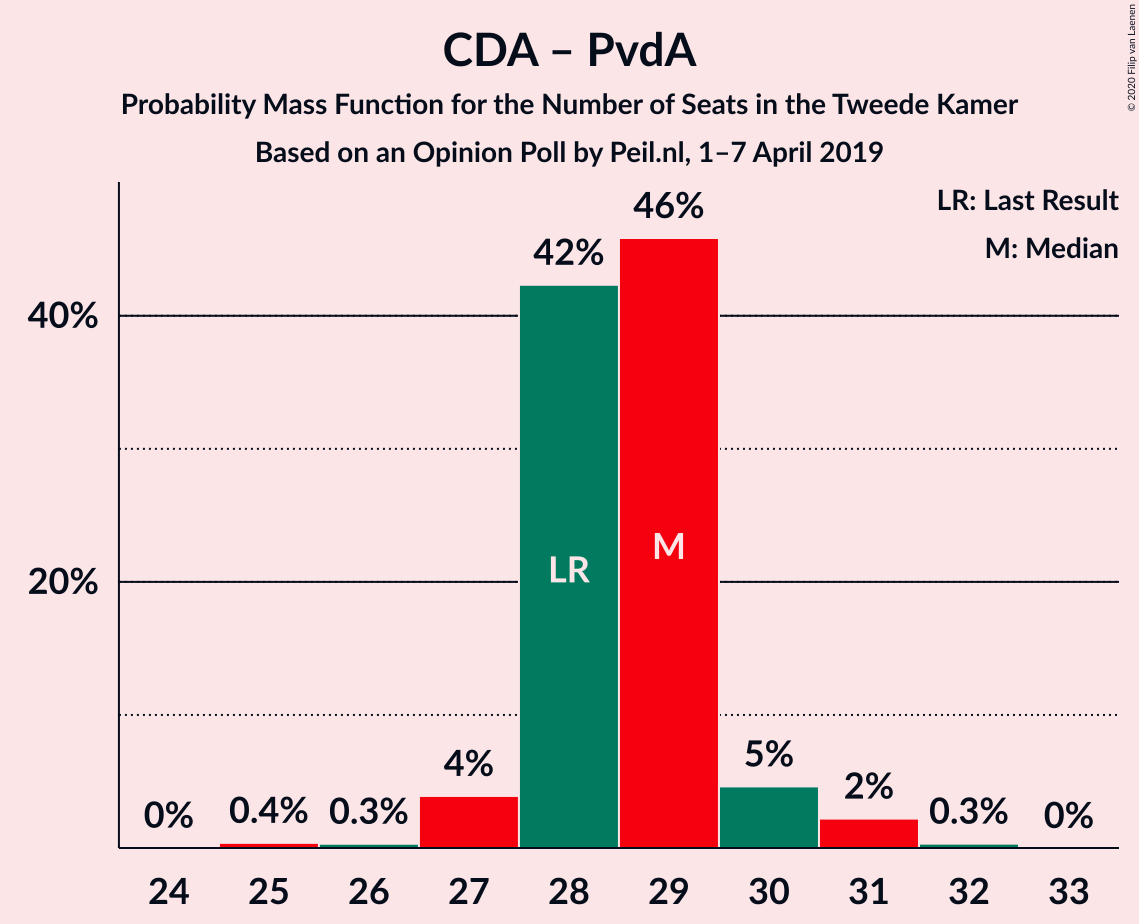 CDA – PvdA
Probability Mass Function for the Number of Seats in the Tweede Kamer
Based on an Opinion Poll by Peil.nl, 1–7 April 2019
© 2020 Filip van Laenen
LR: Last Result
M: Median
40%
20%
0%
0.4%
0.3%
4%
42%
46%
5%
2%
0.3%
0%
LR
M
24 25 26 27 28 29 30 31 32 33